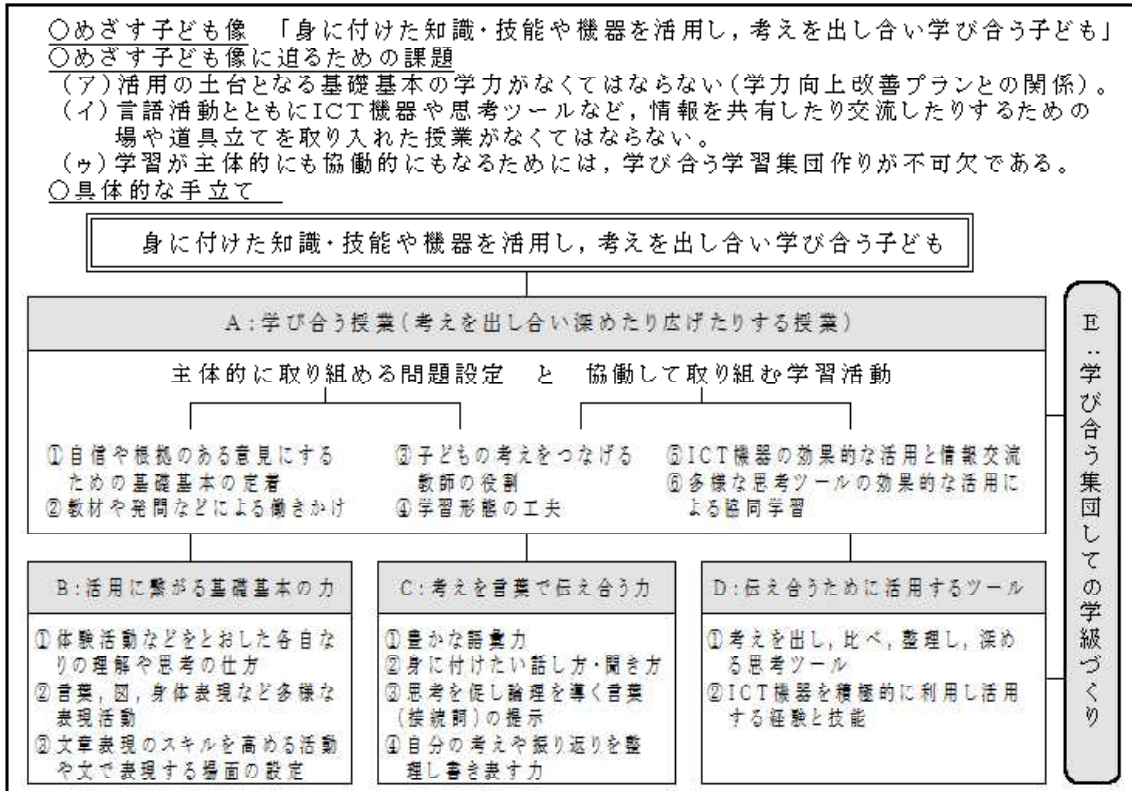 ○めざす子ども像　「身に付けた知識・技能や機器を活用し，考えを出し合い学び合う子ども」
○めざす子ども像に迫るための課題
（ア）活用の土台となる基礎基本の学力がなくてはならない（学力向上改善プランとの関係）。
（イ）言語活動とともにICT機器や思考ツールなど，情報を共有したり交流したりするための
場や道具立てを取り入れた授業がなくてはならない。
（ゥ）学習が主体的にも協働的にもなるためには，学び合う学習集団作りが不可欠である。
○具体的な手立て
身に付けた知識・技能や機器を活用し，考えを出し合い学び合う子ども
A：学び合う授業（考えを出し合い深めたり広げたりする授業）
主体的に取り組める問題設定　と　協働して取り組む学習活動
①自信や根拠のある意見にする
ための基礎基本の定着
②教材や発問などによる働きかけ
③子どもの考えをつなげる
教師の役割
④学習形態の工夫
⑤ICT機器の効果的な活用と情報交流
⑥多様な思考ツールの効果的な活用に
よる協同学習
B：活用に繋がる基礎基本の力
①体験活動などをとおした各自な
りの理解や思考の仕方
②言葉，図，身体表現など多様な
表現活動
③文章表現のスキルを高める活動
や文で表現する場面の設定
C：考えを言葉で伝え合う力
①豊かな語彙力
②身に付けたい話し方・聞き方
③思考を促し論理を導く言葉
（接続詞）の提示
④自分の考えや振り返りを整
理し書き表す力
D：伝え合うために活用するツール
①考えを出し，比べ，整理し，深め
る思考ツール
②ICT機器を積極的に利用し活用
する経験と技能
E：学び合う集団しての学級づくり